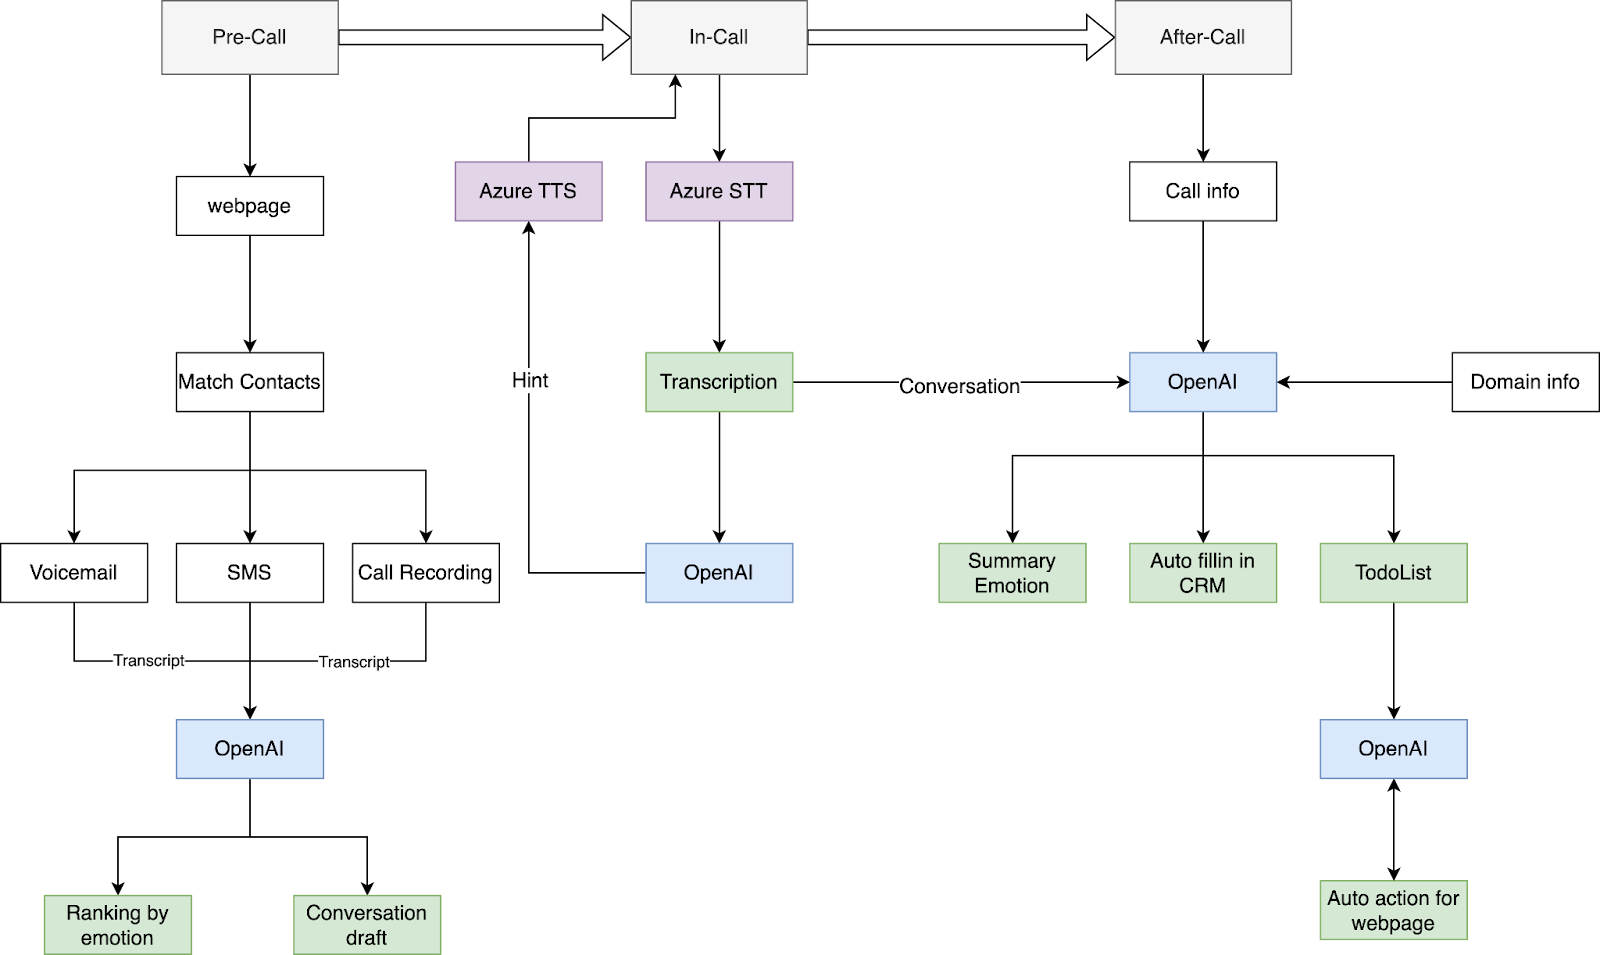 Pre-Call
In-Call
After-Call
webpage
Azure TTS
Azure STT
Call info
Match Contacts
Hint
Transcription
Conversation
OpenAI
Domain info
Voicemail
SMS
Call Recording
OpenAI
Summary
Emotion
Auto fillin in
CRM
TodoList
Transcript
Transcript
OpenAI
OpenAI
Ranking by
emotion
Conversation
draft
Auto action for
webpage